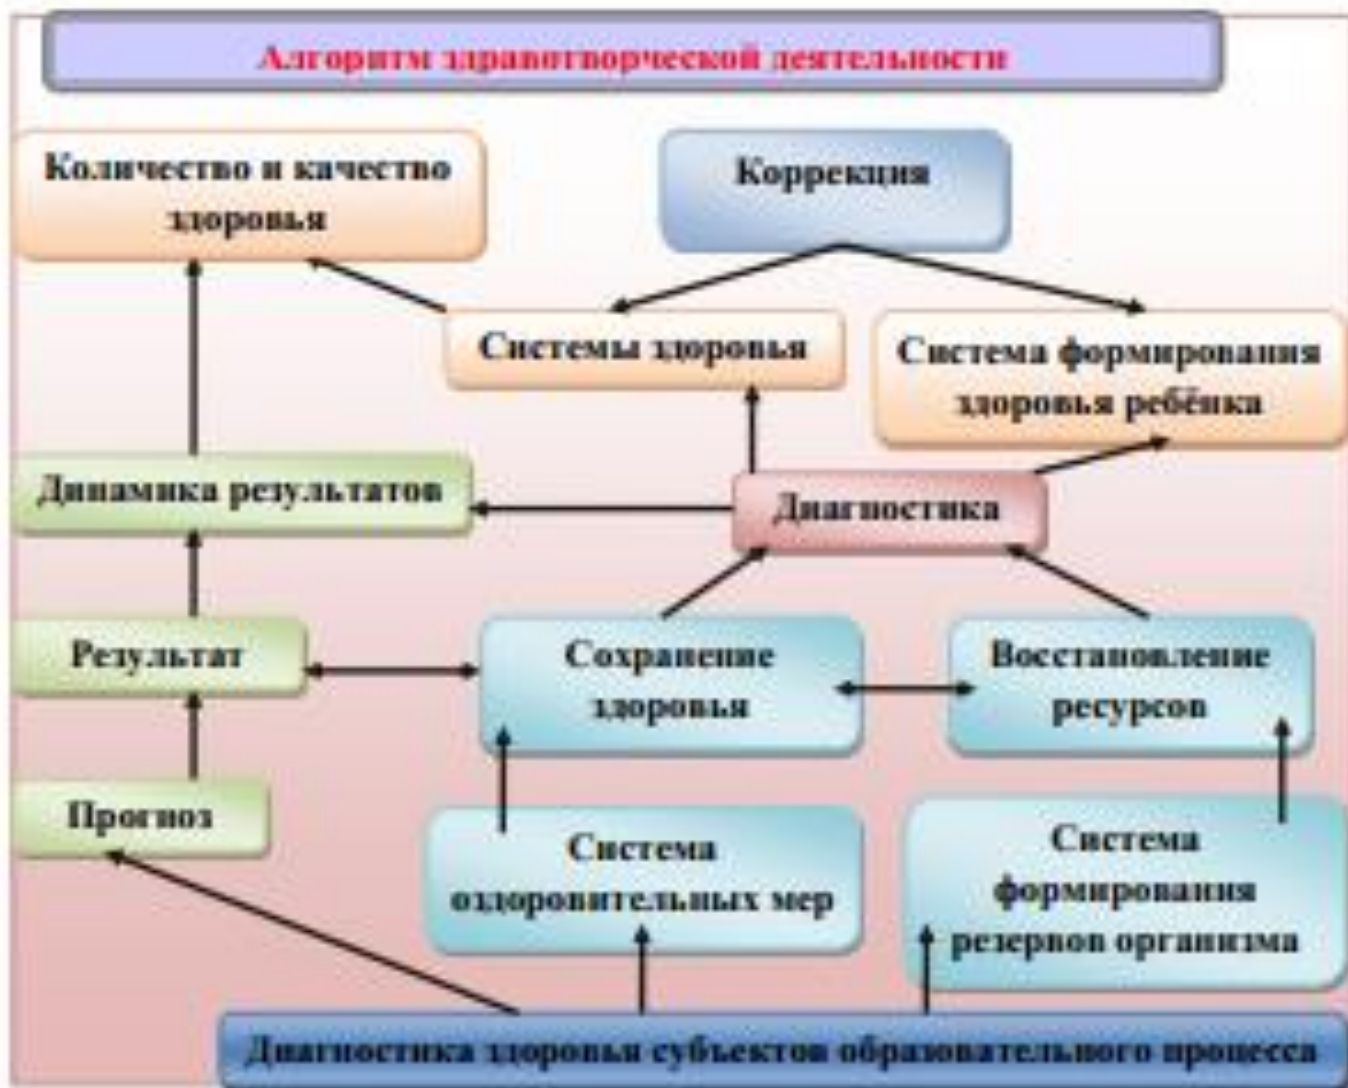 Алгоритм здравотворческой деятельности
Количество и качество
здоровья
Коррекция
Системы здоровья
Система формирования
здоровья ребёнка
Динамика результатов
Диагностика
Результат
Сохранение
здоровья
Восстановление
ресурсов
Прогноз
Система
оздоровительных мер
Система
формирования
резервов организма
Диагностика здоровья субъектов образовательного процесса